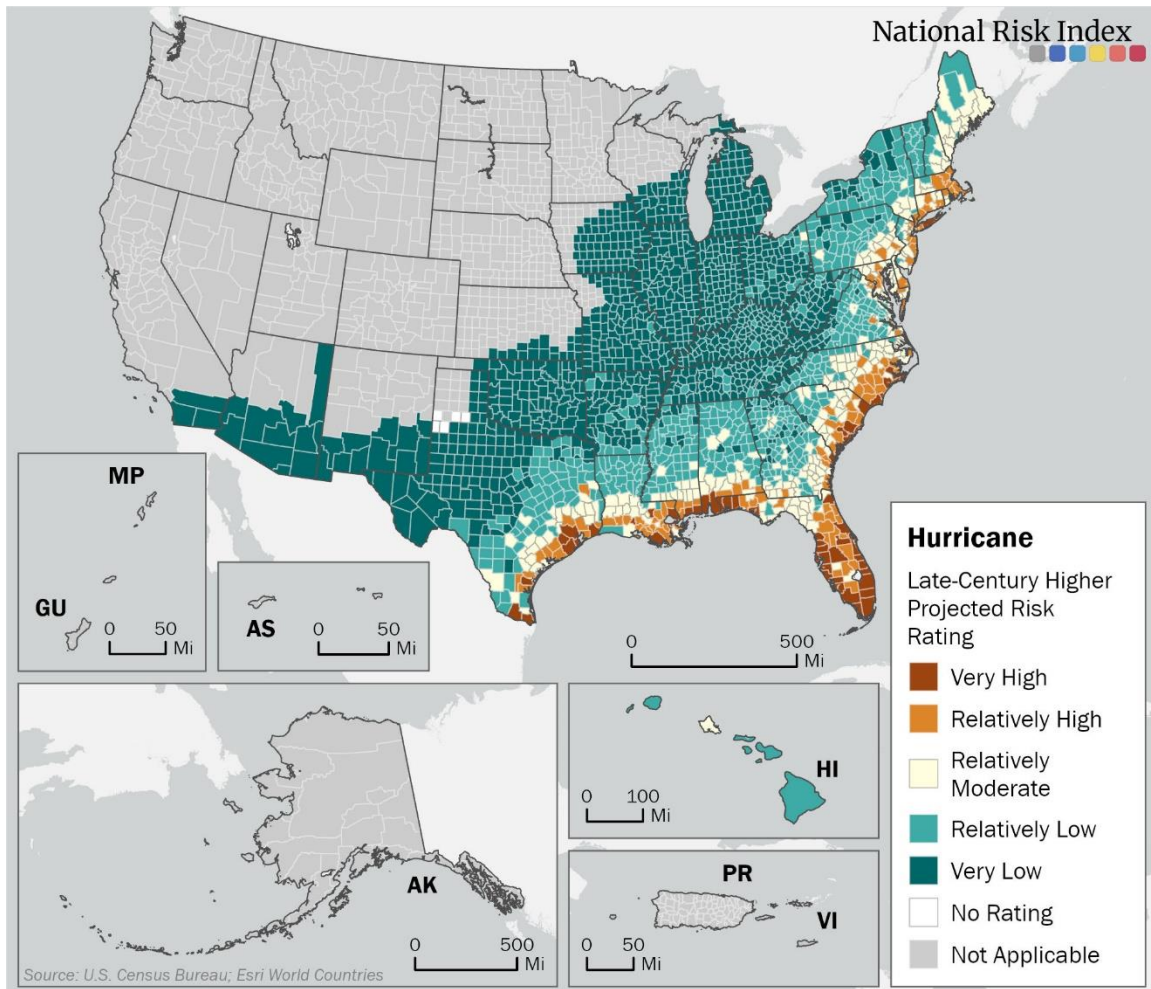 National Risk Index
MP
GU
0 50
Mi
AS
0 50
Mi
0 500
Mi
AK
0 500
Mi
Source: U.S. Census Bureau; Esri World Countries
HI
0 100
Mi
PR
VI
0 50
Mi
Hurricane
Late-Century Higher
Projected Risk
Rating
Very High
Relatively High
Relatively
Moderate
Relatively Low
Very Low
No Rating
Not Applicable